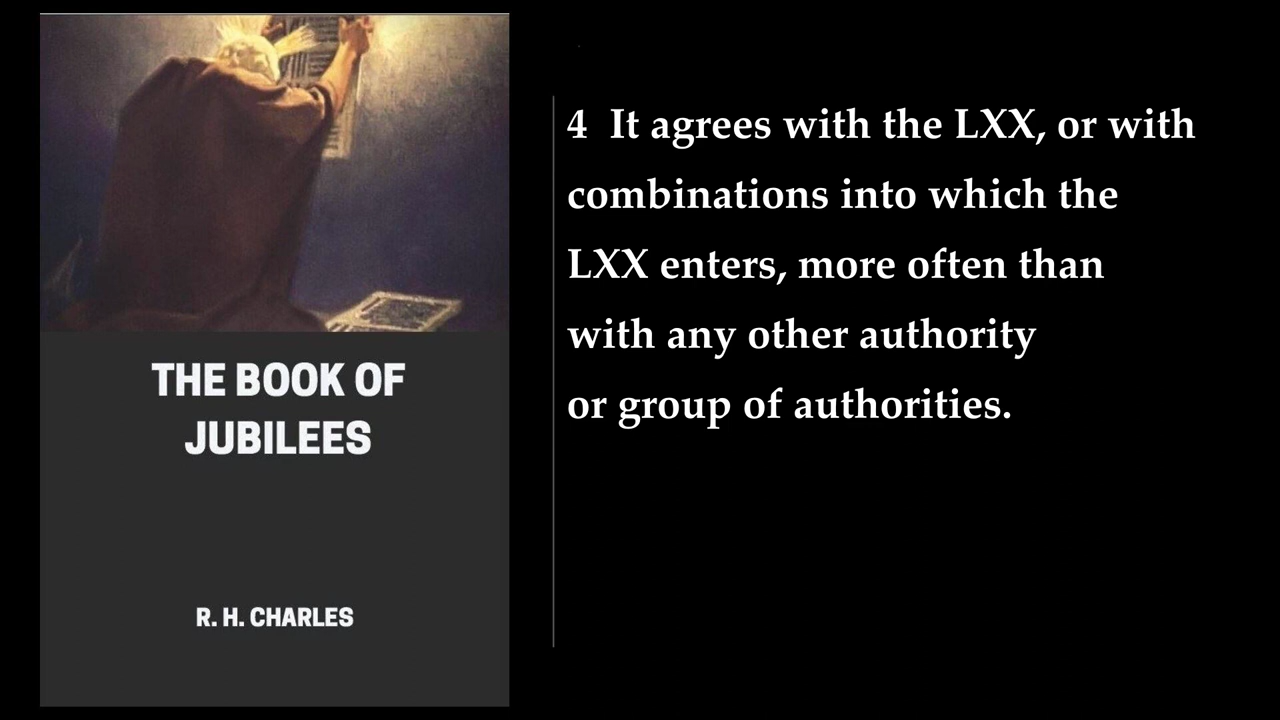 THE BOOK OF
JUBILEES
R. H. CHARLES
4 It agrees with the LXX, or with
combinations into which the
LXX enters, more often than
with any other authority
or group of authorities.